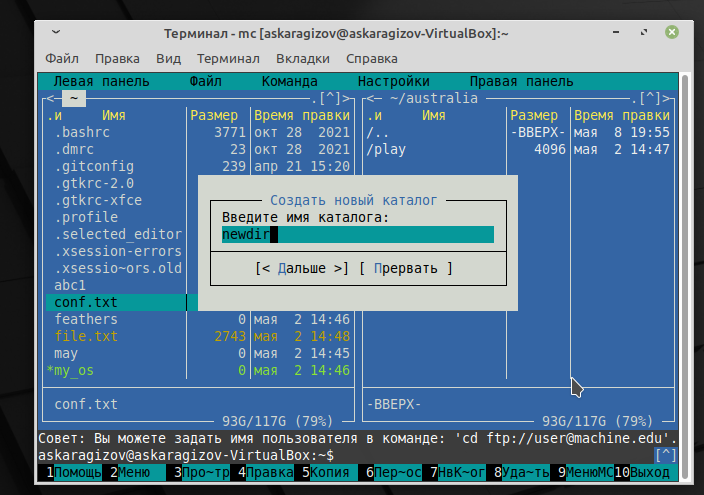 Терминал - mc [askaragizov@askaragizov-VirtualBox]:~
Файл Правка Вид Терминал Вкладки Справка
Левая панель Файл Команда Настройки Правая панель
<─ ~ .[^]> <─ ~/australia .[^]>
.и Имя Размер Время правки .и Имя Размер Время правки
.bashrc 3771 окт 28 2021 /.. -ВВЕРХ- мая 8 19:55
.dmrc 23 окт 28 2021 /play 4096 мая 2 14:47
.gitconfig 239 апр 21 15:20
.gtkrc-2.0
.gtkrc-xfce
.profile
.selected_editor
.xsession-errors
.xsessio~ors.old
abc1
conf.txt
feathers 0 мая 2 14:46
file.txt 2743 мая 2 14:48
may 0 мая 2 14:45
*my_os 0 мая 2 14:46
Создать новый каталог
Введите имя каталога:
newdir
[< Дальше >] [ Прервать ]
conf.txt -ВВЕРХ-
93G/117G (79%) 93G/117G (79%)
Совет: Вы можете задать имя пользователя в команде: 'cd ftp://user@machine.edu'.
askaragizov@askaragizov-VirtualBox:~$ [^]
1Помощь 2Меню 3Про~тр 4Правка 5Копия 6Пер~ос 7НвК~ог 8Уда~ть 9МенюМС 10Выход